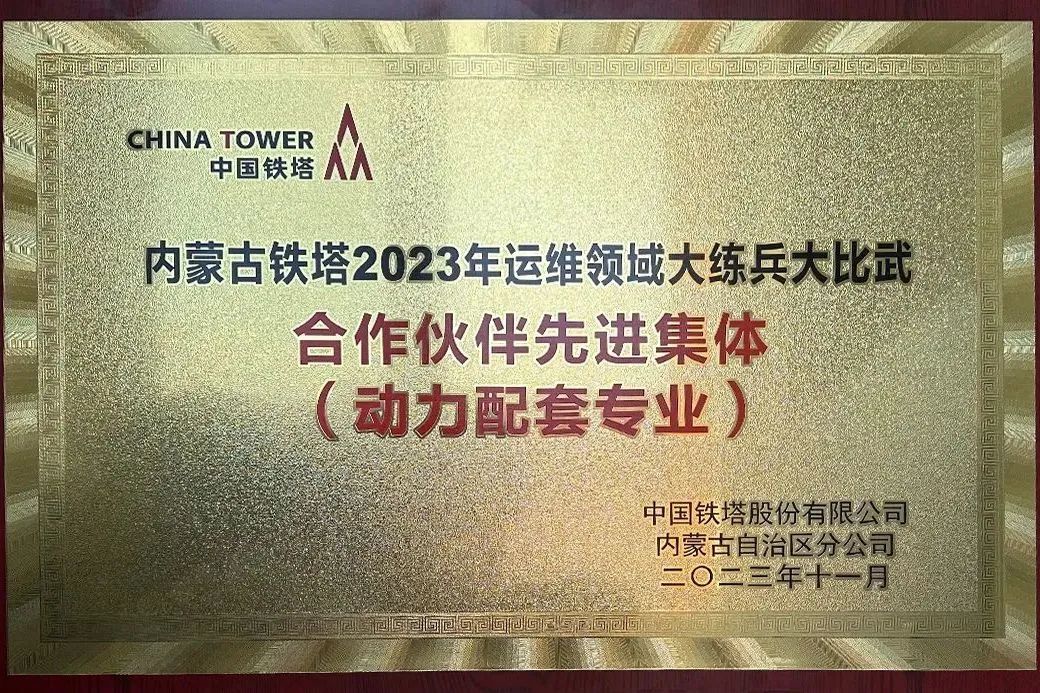 CHINA TOWER
中国铁塔
内蒙古铁塔2023年运维领域大练兵大比武
合作伙伴先进集体
（动力配套专业）
中国铁塔股份有限公司
内蒙古自治区分公司
二〇二三年十一月